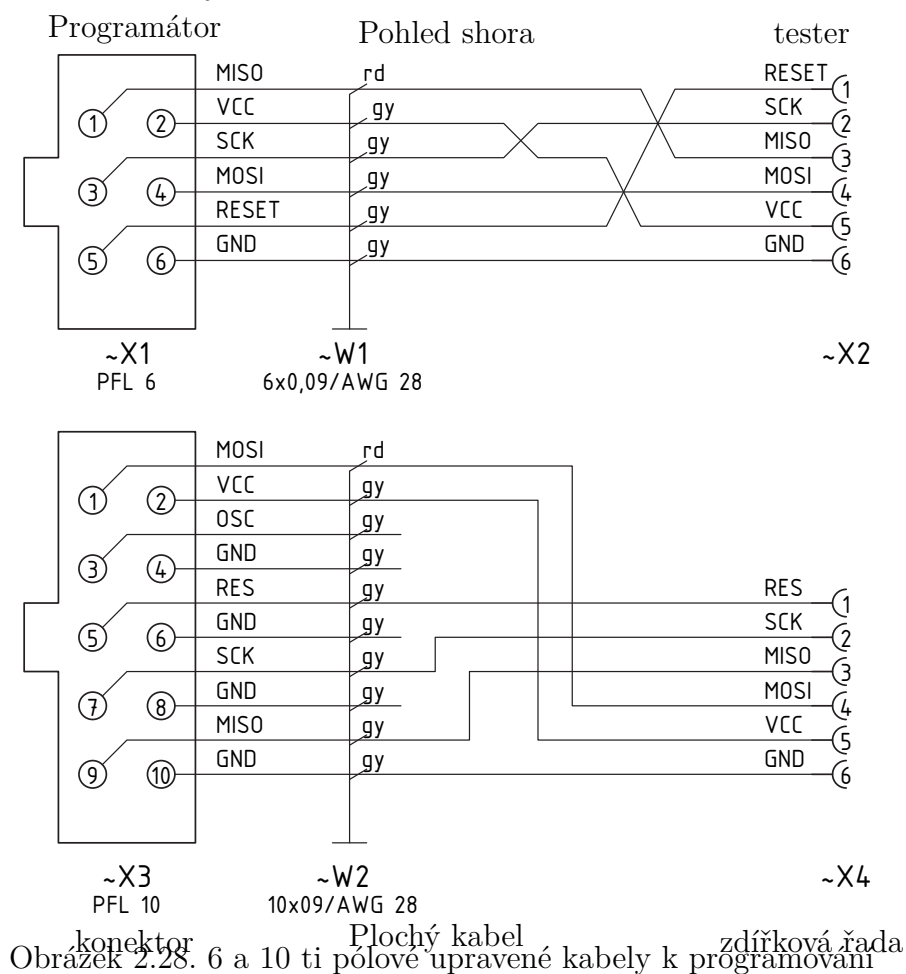 Programátor Pohled shora tester
MISO rd RESET 1
VCC gy SCK
1 2 2
SCK gy MISO 3
MOSI gy MOSI
3 4 4
RESET gy VCC 5
GND gy GND
5 6 6
~X1 ~W1 ~X2
PFL 6 6x0,09/AWG 28
MOSI rd
VCC gy
1 2
OSC gy
GND gy
3 4
RES gy RES 1
GND gy SCK
5 6 2
SCK gy MISO 3
GND gy MOSI
7 8 4
MISO gy VCC 5
GND gy GND
9 10 6
~X3 ~W2 ~X4
PFL 10 10x09/AWG 28
konektor Plochý kabel zdířková řada
Obrázek 2.28. 6 a 10 ti pólové upravené kabely k programování